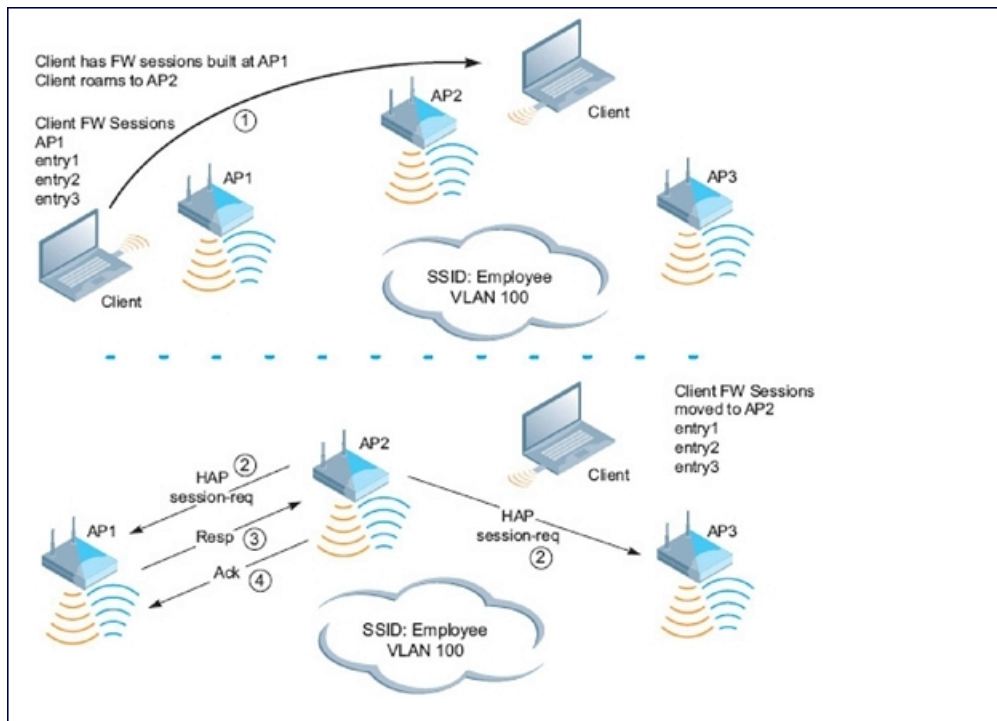 Client has FW sessions built at AP1
Client roams to AP2
Client FW Sessions
AP1
entry1
entry2
entry3
1
AP1
AP2
Client
AP3
Client
SSID: Employee
VLAN 100
Client FW Sessions
moved to AP2
entry1
entry2
entry3
AP2
Client
HAP 2
session-req
AP1
Resp 3
Ack 4
HAP
session-req
2
AP3
SSID: Employee
VLAN 100